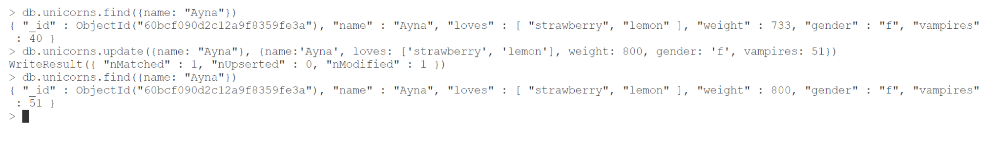 > db.unicorns.find({name: "Ayna"})
{ "_id" : ObjectId("60bcf090d2c12a9f8359fe3a"), "name" : "Ayna", "loves" : [ "strawberry", "lemon" ], "weight" : 733, "gender" : "f", "vampires"
 : 40 }
> db.unicorns.update({name: "Ayna"}, {name:'Ayna', loves: ['strawberry', 'lemon'], weight: 800, gender: 'f', vampires: 51})
WriteResult({ "nMatched" : 1, "nUpserted" : 0, "nModified" : 1 })
> db.unicorns.find({name: "Ayna"})
{ "_id" : ObjectId("60bcf090d2c12a9f8359fe3a"), "name" : "Ayna", "loves" : [ "strawberry", "lemon" ], "weight" : 800, "gender" : "f", "vampires"
 : 51 }
>